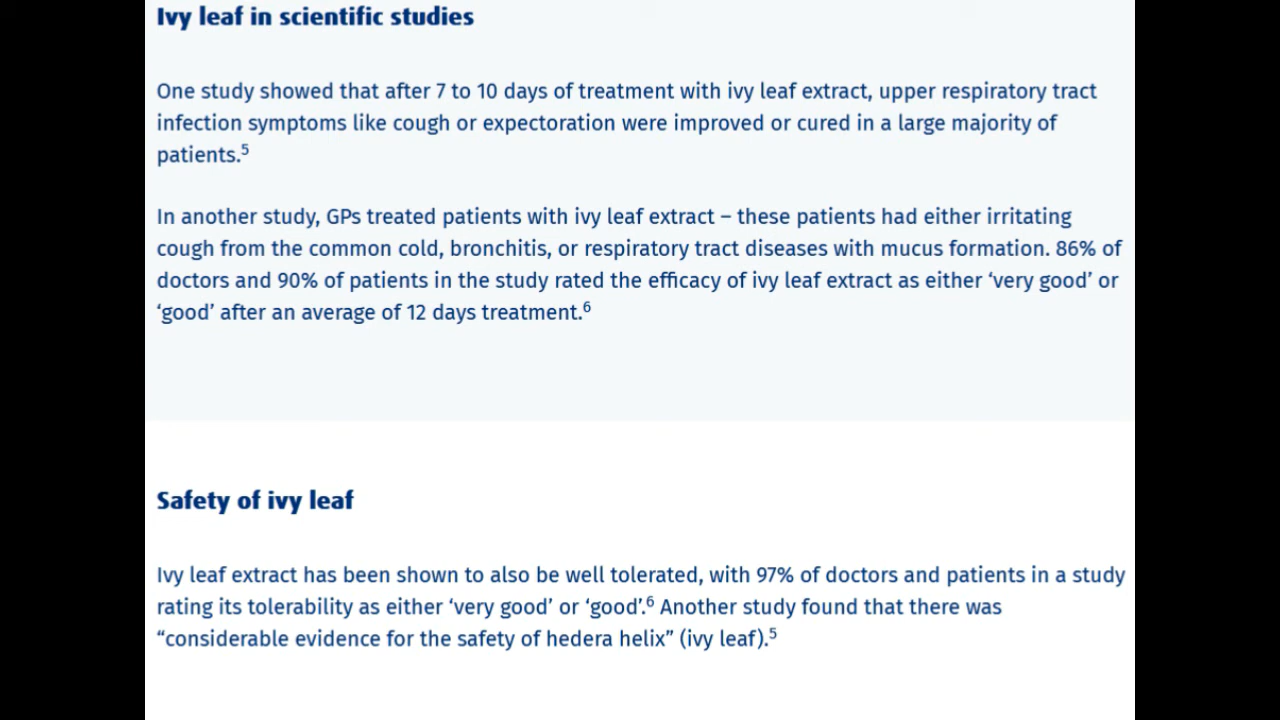 Ivy leaf in scientific studies
One study showed that after 7 to 10 days of treatment with ivy leaf extract, upper respiratory tract
infection symptoms like cough or expectoration were improved or cured in a large majority of
patients.⁵
In another study, GPs treated patients with ivy leaf extract – these patients had either irritating
cough from the common cold, bronchitis, or respiratory tract diseases with mucus formation. 86% of
doctors and 90% of patients in the study rated the efficacy of ivy leaf extract as either ‘very good’ or
‘good’ after an average of 12 days treatment.⁶
Safety of ivy leaf
Ivy leaf extract has been shown to also be well tolerated, with 97% of doctors and patients in a study
rating its tolerability as either ‘very good’ or ‘good’.⁶ Another study found that there was
“considerable evidence for the safety of hedera helix” (ivy leaf).⁵